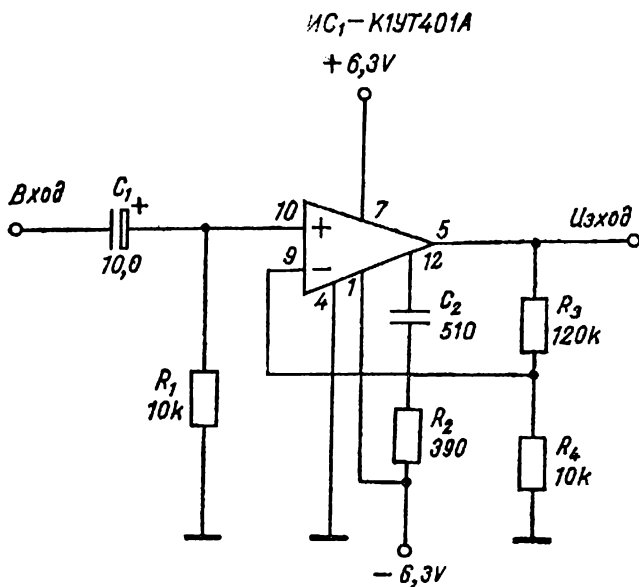 ИС₁ – К1УТ401А
+ 6,3V
Вход
C₁
+
10,0
10
+
7
5
Изход
9
−
12
4
1
C₂
510
R₃
120k
R₁
10k
R₂
390
R₄
10k
− 6,3V